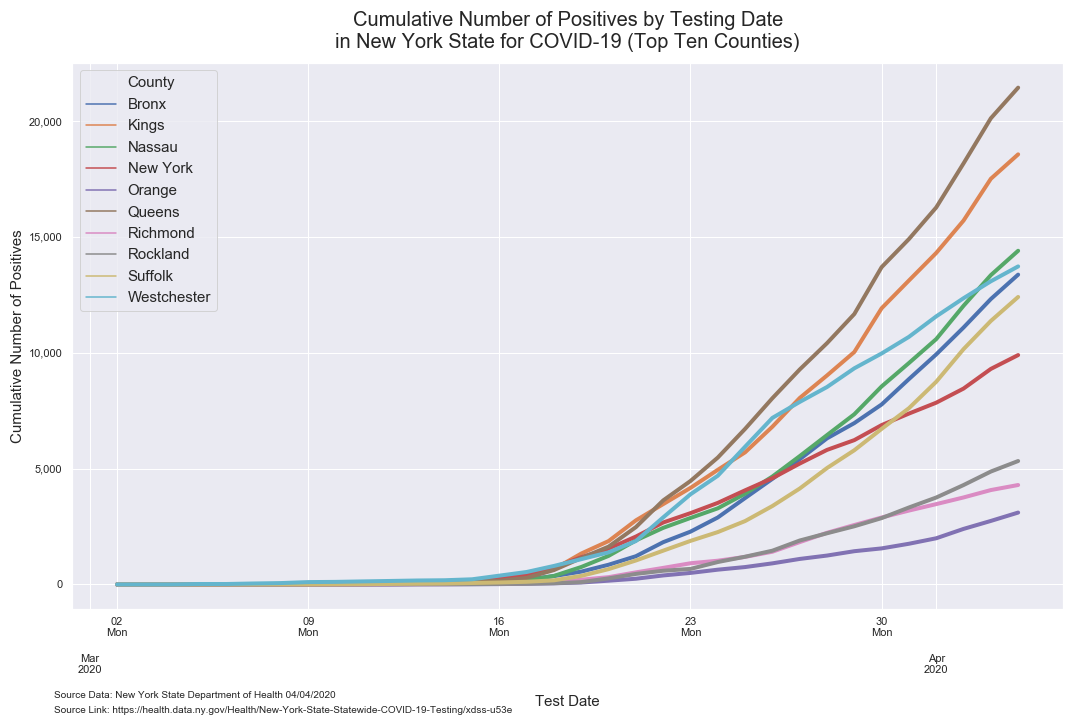 Cumulative Number of Positives by Testing Date
in New York State for COVID-19 (Top Ten Counties)
County
Bronx
Kings
Nassau
New York
Orange
Queens
Richmond
Rockland
Suffolk
Westchester
Cumulative Number of Positives
20,000
15,000
10,000
5,000
0
02 09 16 23 30
Mon Mon Mon Mon Mon
Mar Apr
2020 2020
Test Date
Source Data: New York State Department of Health 04/04/2020
Source Link: https://health.data.ny.gov/Health/New-York-State-Statewide-COVID-19-Testing/xdss-u53e